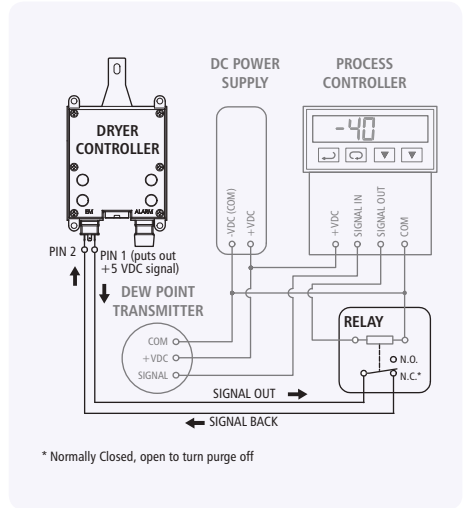 DC POWER
SUPPLY
PROCESS
CONTROLLER
DRYER
CONTROLLER
-40
-VDC (COM)
+VDC
+VDC
SIGNAL IN
SIGNAL OUT
COM
EM
ALARM
PIN 2
PIN 1 (puts out
+5 VDC signal)
DEW POINT
TRANSMITTER
COM
+VDC
SIGNAL
RELAY
N.O.
N.C.*
SIGNAL OUT
SIGNAL BACK
* Normally Closed, open to turn purge off